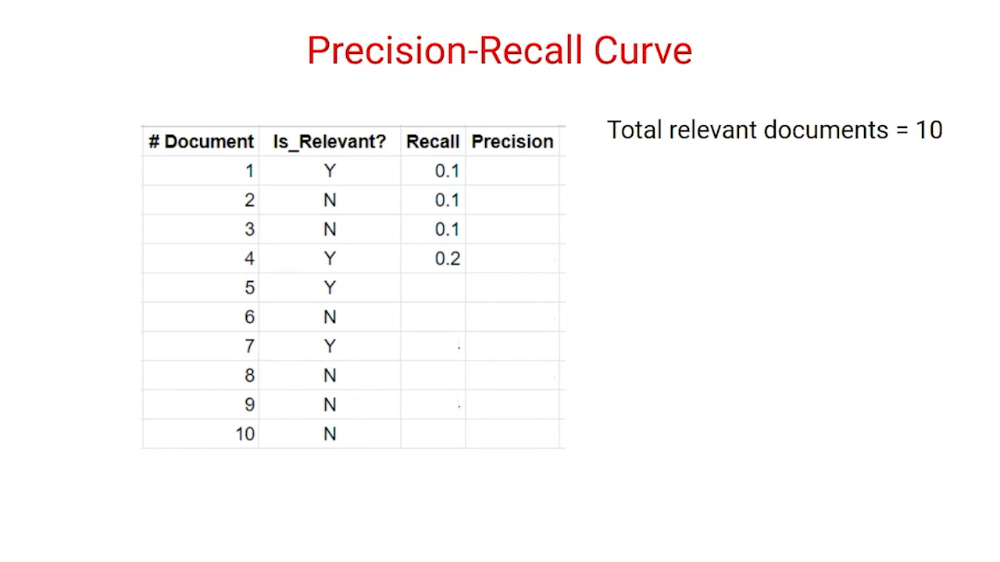 Precision-Recall Curve
Total relevant documents = 10
# Document Is_Relevant? Recall Precision
1 Y 0.1
2 N 0.1
3 N 0.1
4 Y 0.2
5 Y
6 N
7 Y
8 N
9 N
10 N